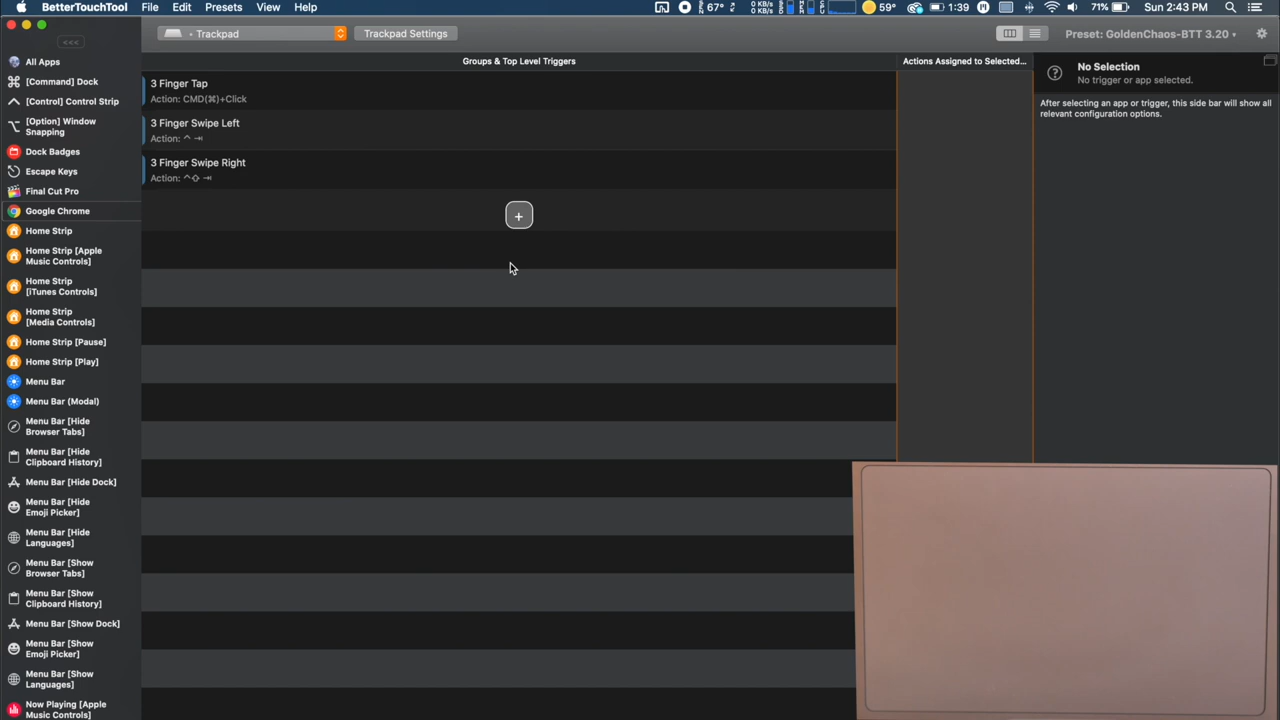 BetterTouchTool File Edit Presets View Help
67° 0 KB/s 0 KB/s 59° 1:39 71% Sun 2:43 PM
<<<
Trackpad
Trackpad Settings
Preset: GoldenChaos-BTT 3.20
All Apps
[Command] Dock
[Control] Control Strip
[Option] Window
Snapping
Dock Badges
Escape Keys
Final Cut Pro
Google Chrome
Home Strip
Home Strip [Apple
Music Controls]
Home Strip
[iTunes Controls]
Home Strip
[Media Controls]
Home Strip [Pause]
Home Strip [Play]
Menu Bar
Menu Bar (Modal)
Menu Bar [Hide
Browser Tabs]
Menu Bar [Hide
Clipboard History]
Menu Bar [Hide Dock]
Menu Bar [Hide
Emoji Picker]
Menu Bar [Hide
Languages]
Menu Bar [Show
Browser Tabs]
Menu Bar [Show
Clipboard History]
Menu Bar [Show Dock]
Menu Bar [Show
Emoji Picker]
Menu Bar [Show
Languages]
Now Playing [Apple
Music Controls]
Groups & Top Level Triggers
3 Finger Tap
Action: CMD(⌘)+Click
3 Finger Swipe Left
Action: ^ ⇥
3 Finger Swipe Right
Action: ^⇧ ⇥
+
Actions Assigned to Selected...
No Selection
No trigger or app selected.
After selecting an app or trigger, this side bar will show all
relevant configuration options.